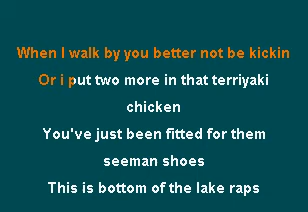 When I walk by you better not be kickin
Or i put two more in that terriyaki
chicken
You've just been fitted for them
seeman shoes
This is bottom of the lake raps